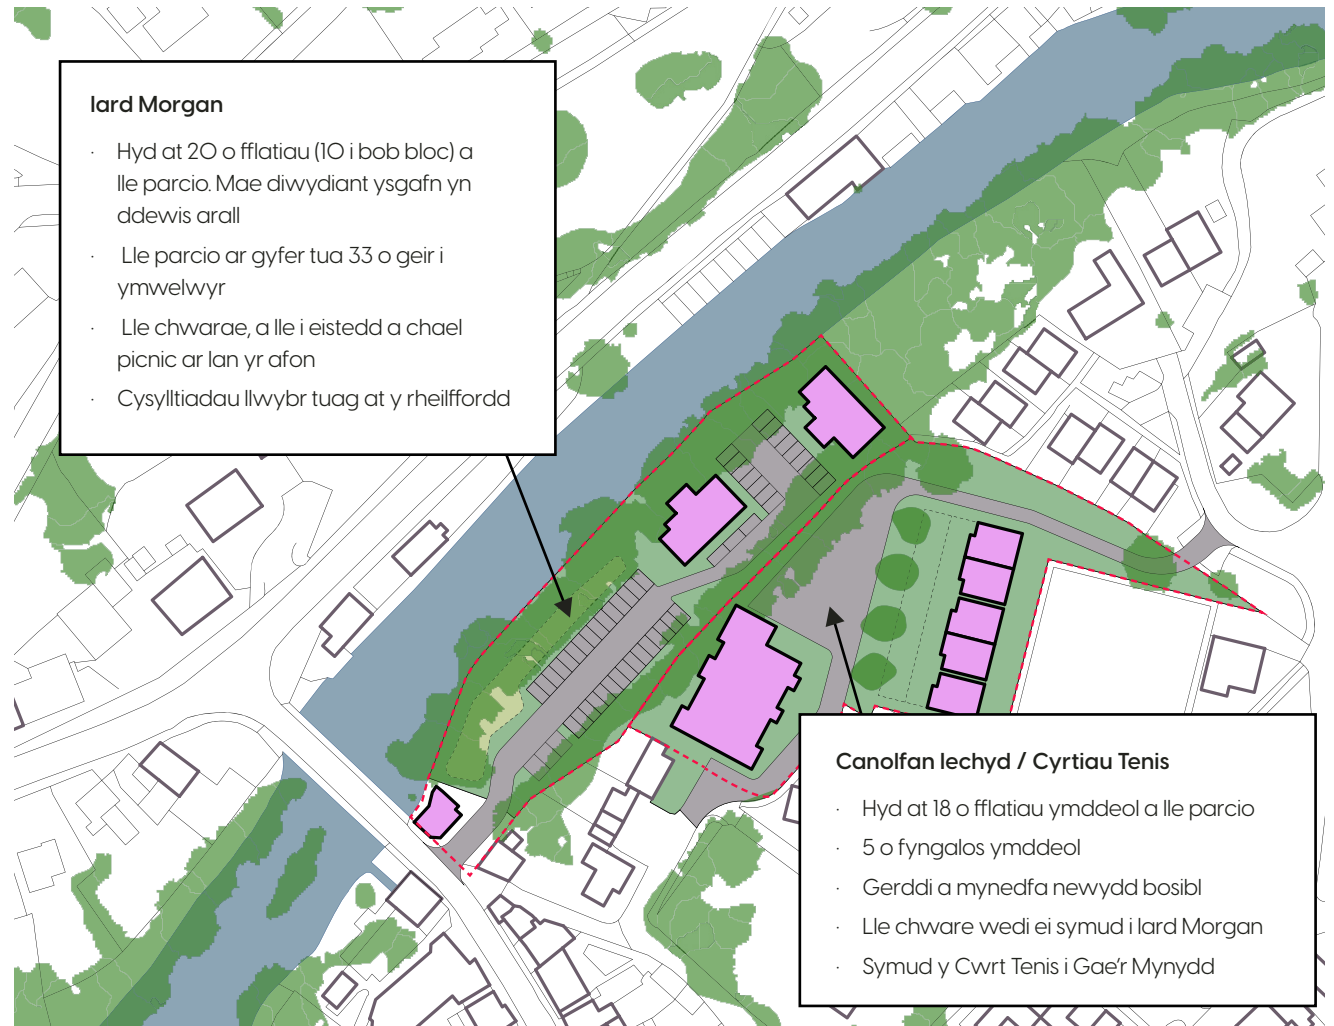 Iard Morgan
· Hyd at 20 o fflatiau (10 i bob bloc) a
lle parcio. Mae diwydiant ysgafn yn
ddewis arall
· Lle parcio ar gyfer tua 33 o geir i
ymwelwyr
· Lle chwarae, a lle i eistedd a chael
picnic ar lan yr afon
· Cysylltiadau llwybr tuag at y rheilffordd
Canolfan Iechyd / Cyrtiau Tenis
· Hyd at 18 o fflatiau ymddeol a lle parcio
· 5 o fyngalos ymddeol
· Gerddi a mynedfa newydd bosibl
· Lle chware wedi ei symud i Iard Morgan
· Symud y Cwrt Tenis i Gae'r Mynydd